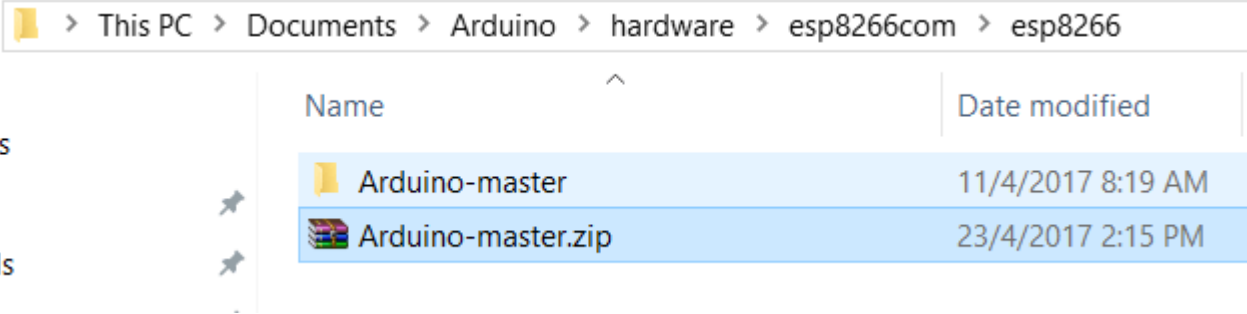 This PC > Documents > Arduino > hardware > esp8266com > esp8266
Name Date modified
s
Arduino-master 11/4/2017 8:19 AM
Arduino-master.zip 23/4/2017 2:15 PM
ls